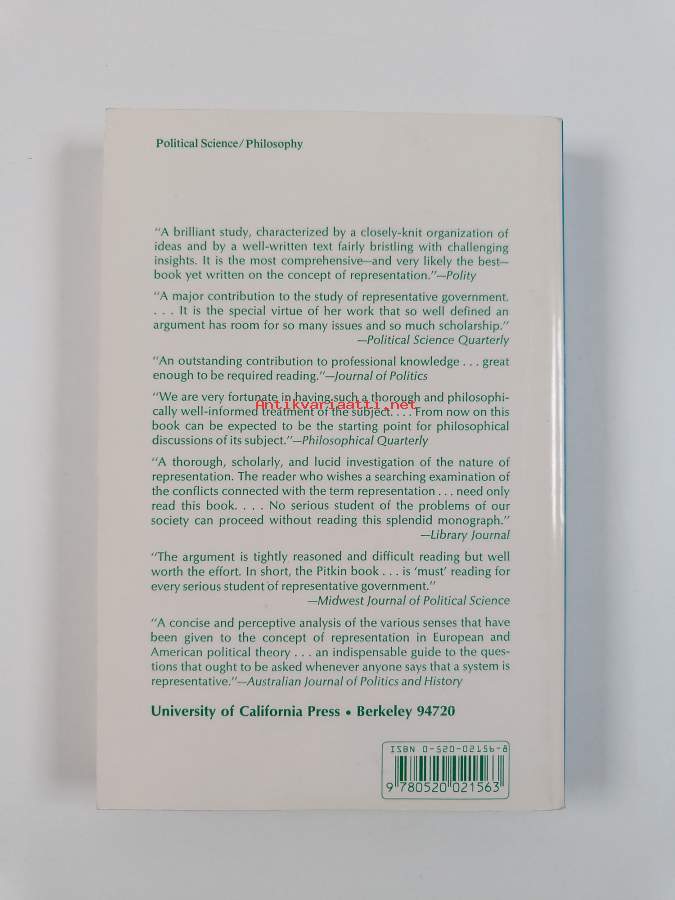 Political Science/Philosophy
"A brilliant study, characterized by a closely-knit organization of
ideas and by a well-written text fairly bristling with challenging
insights. It is the most comprehensive—and very likely the best—
book yet written on the concept of representation."—Polity
"A major contribution to the study of representative government.
. . . It is the special virtue of her work that so well defined an
argument has room for so many issues and so much scholarship."
—Political Science Quarterly
"An outstanding contribution to professional knowledge . . . great
enough to be required reading."—Journal of Politics
"We are very fortunate in having such a thorough and philosophi-
Antikvariaatti.net
cally well-informed treatment of the subject. . . . From now on this
book can be expected to be the starting point for philosophical
discussions of its subject."—Philosophical Quarterly
"A thorough, scholarly, and lucid investigation of the nature of
representation. The reader who wishes a searching examination of
the conflicts connected with the term representation . . . need only
read this book. . . . No serious student of the problems of our
society can proceed without reading this splendid monograph."
—Library Journal
"The argument is tightly reasoned and difficult reading but well
worth the effort. In short, the Pitkin book . . . is 'must' reading for
every serious student of representative government."
—Midwest Journal of Political Science
"A concise and perceptive analysis of the various senses that have
been given to the concept of representation in European and
American political theory . . . an indispensable guide to the ques-
tions that ought to be asked whenever anyone says that a system is
representative."—Australian Journal of Politics and History
University of California Press • Berkeley 94720
ISBN 0-520-02156-8
9 780520 021563